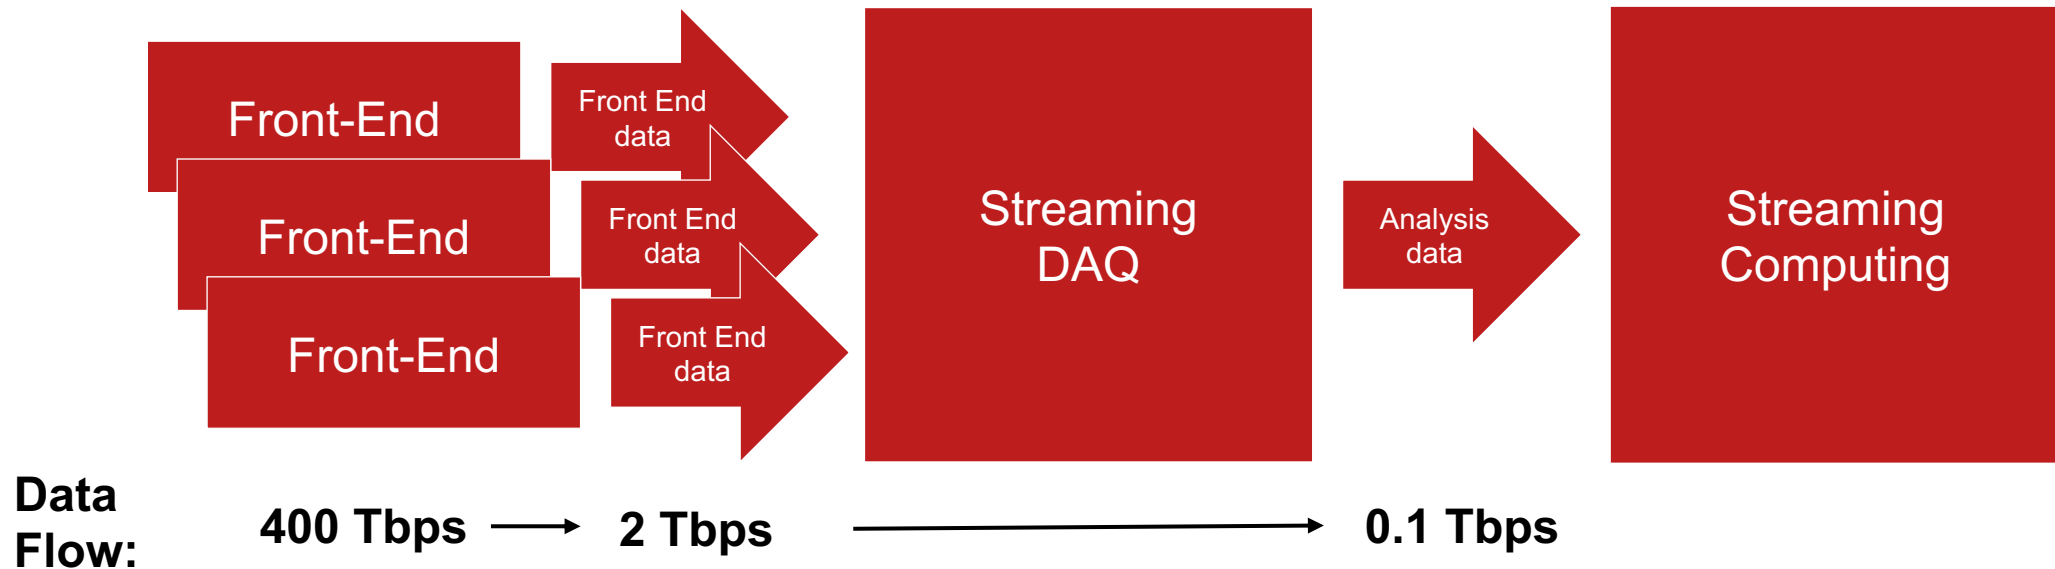 Front-End
Front-End
Front-End
Front End
data
Front End
data
Front End
data
Streaming
DAQ
Analysis
data
Streaming
Computing
Data
Flow:
400 Tbps
2 Tbps
0.1 Tbps